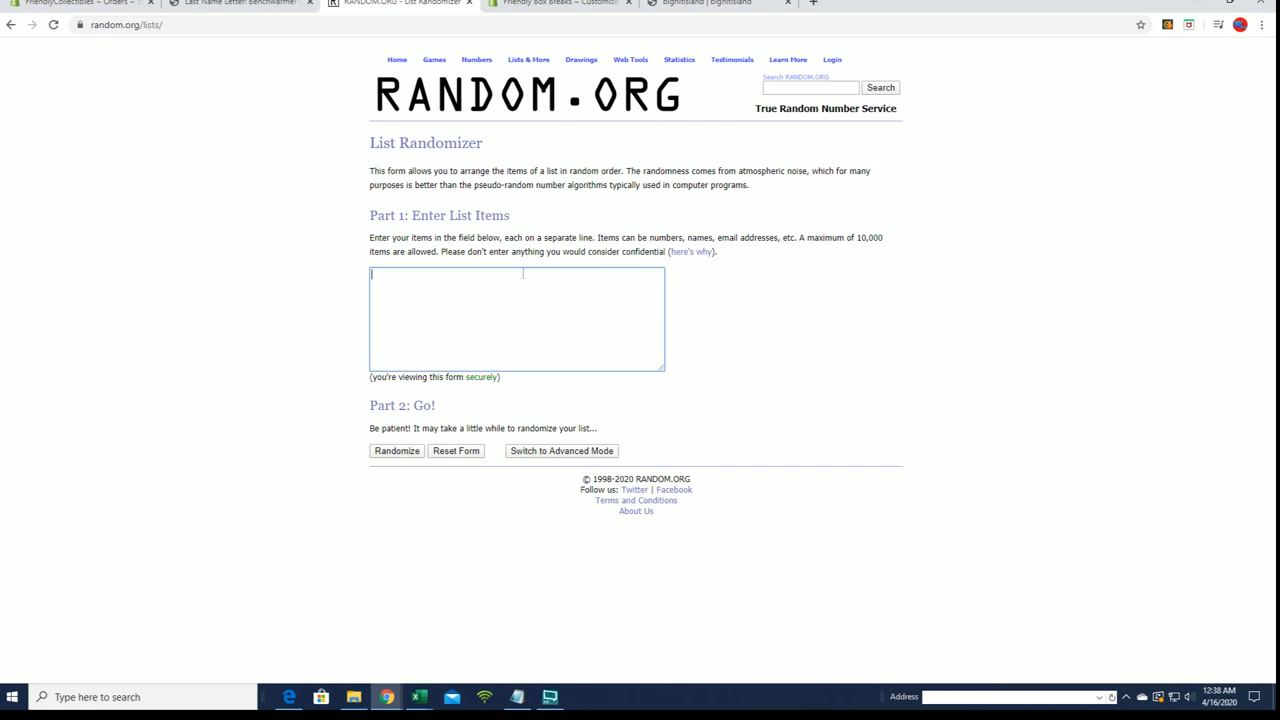 FriendlyCollectibles ~ Orders ~
Last Name Letter: Benchwarmer
RANDOM.ORG - List Randomizer
Friendly Box Breaks ~ Customize
bignitisland | bignitisland
random.org/lists/
Home Games Numbers Lists & More Drawings Web Tools Statistics Testimonials Learn More Login
RANDOM.ORG
Search RANDOM.ORG
Search
True Random Number Service
List Randomizer
This form allows you to arrange the items of a list in random order. The randomness comes from atmospheric noise, which for many
purposes is better than the pseudo-random number algorithms typically used in computer programs.
Part 1: Enter List Items
Enter your items in the field below, each on a separate line. Items can be numbers, names, email addresses, etc. A maximum of 10,000
items are allowed. Please don't enter anything you would consider confidential (here's why).
(you're viewing this form securely)
Part 2: Go!
Be patient! It may take a little while to randomize your list...
Randomize Reset Form Switch to Advanced Mode
© 1998-2020 RANDOM.ORG
Follow us: Twitter | Facebook
Terms and Conditions
About Us
Type here to search
Address
12:38 AM
4/16/2020